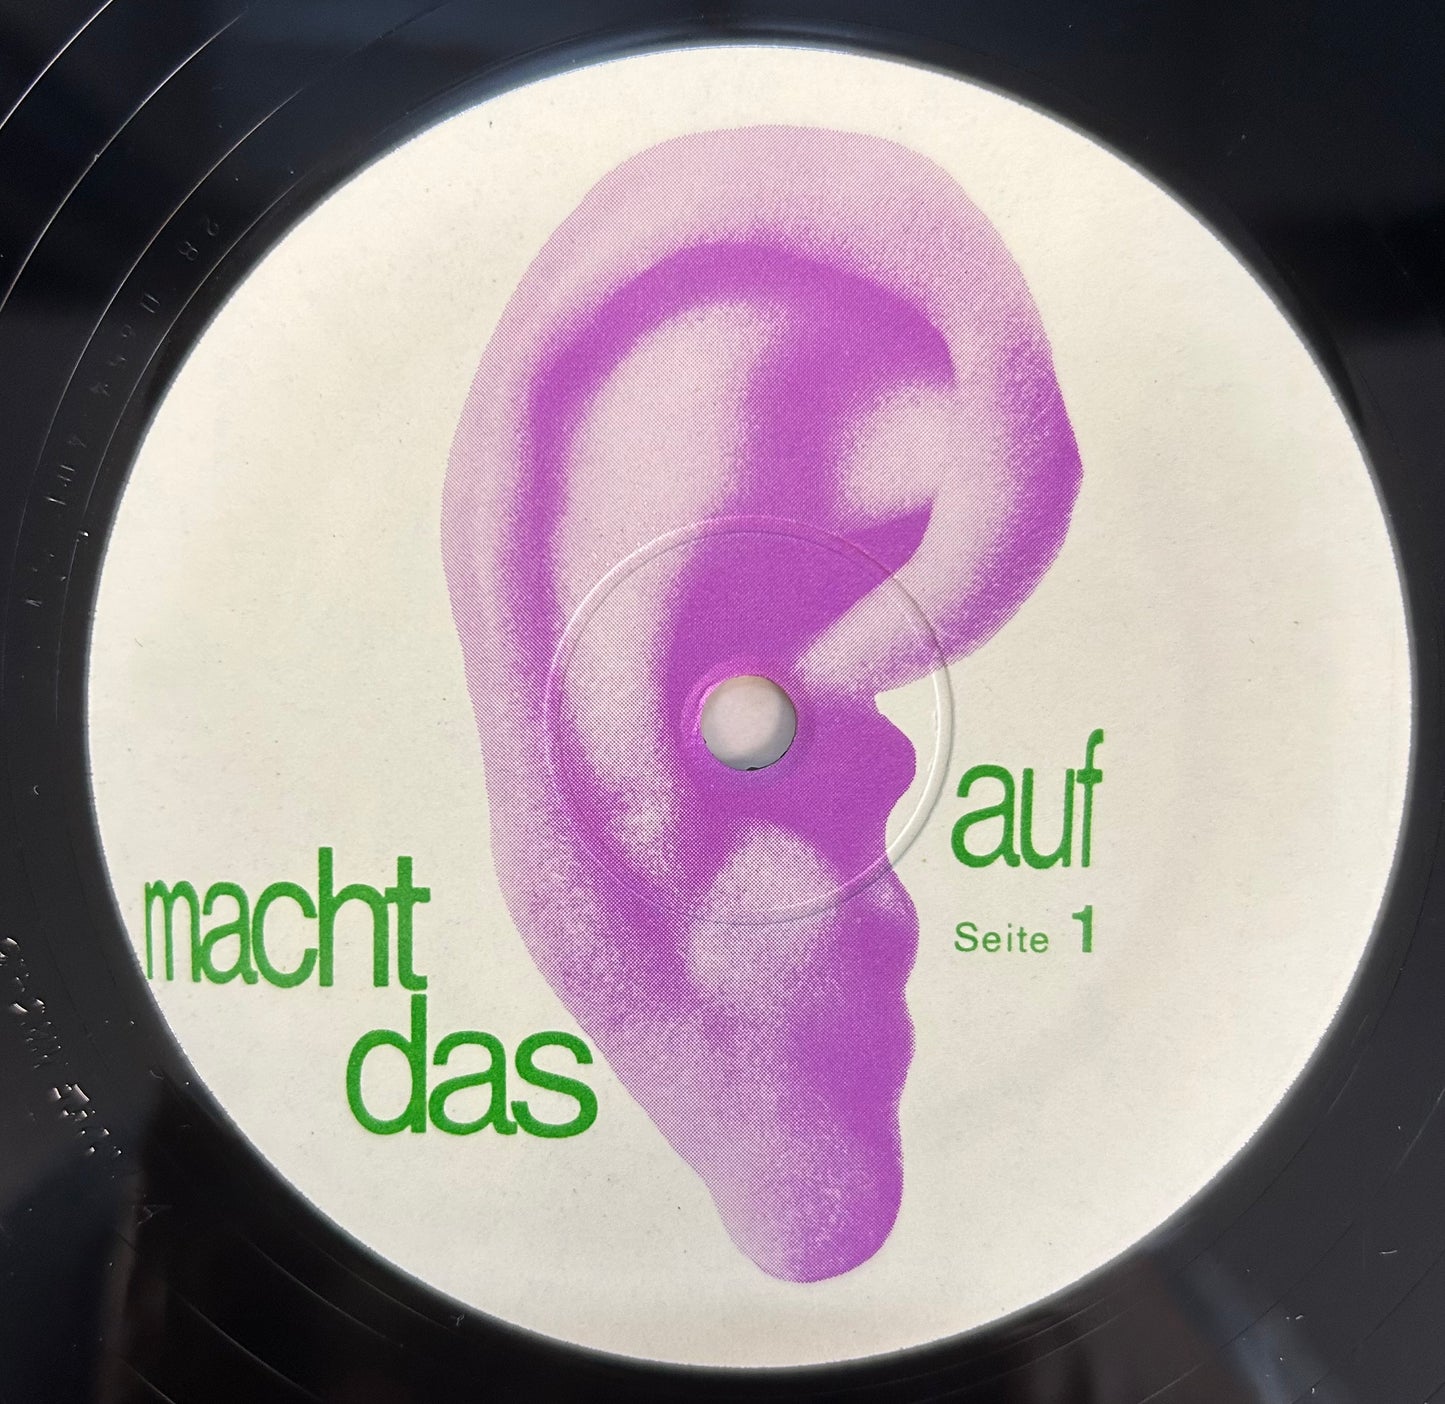 macht
das
auf
Seite 1